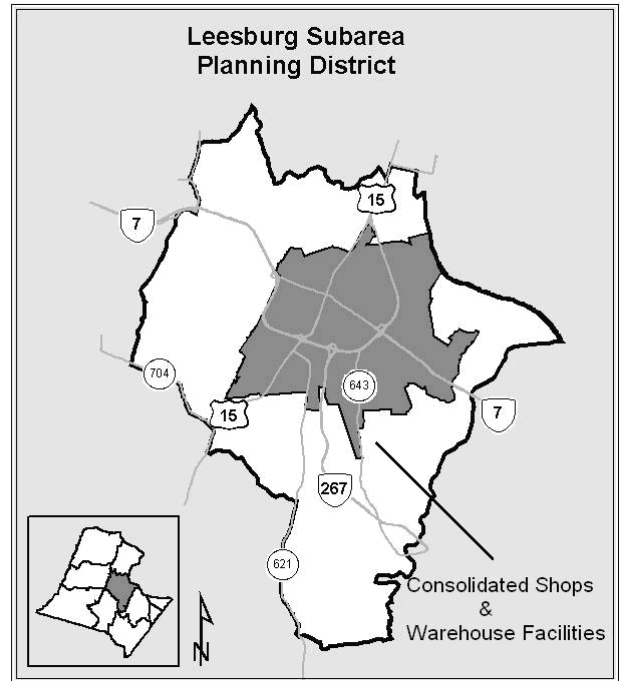 Leesburg Subarea
Planning District
15
7
704
643
15
7
267
621
Consolidated Shops
&
Warehouse Facilities
N